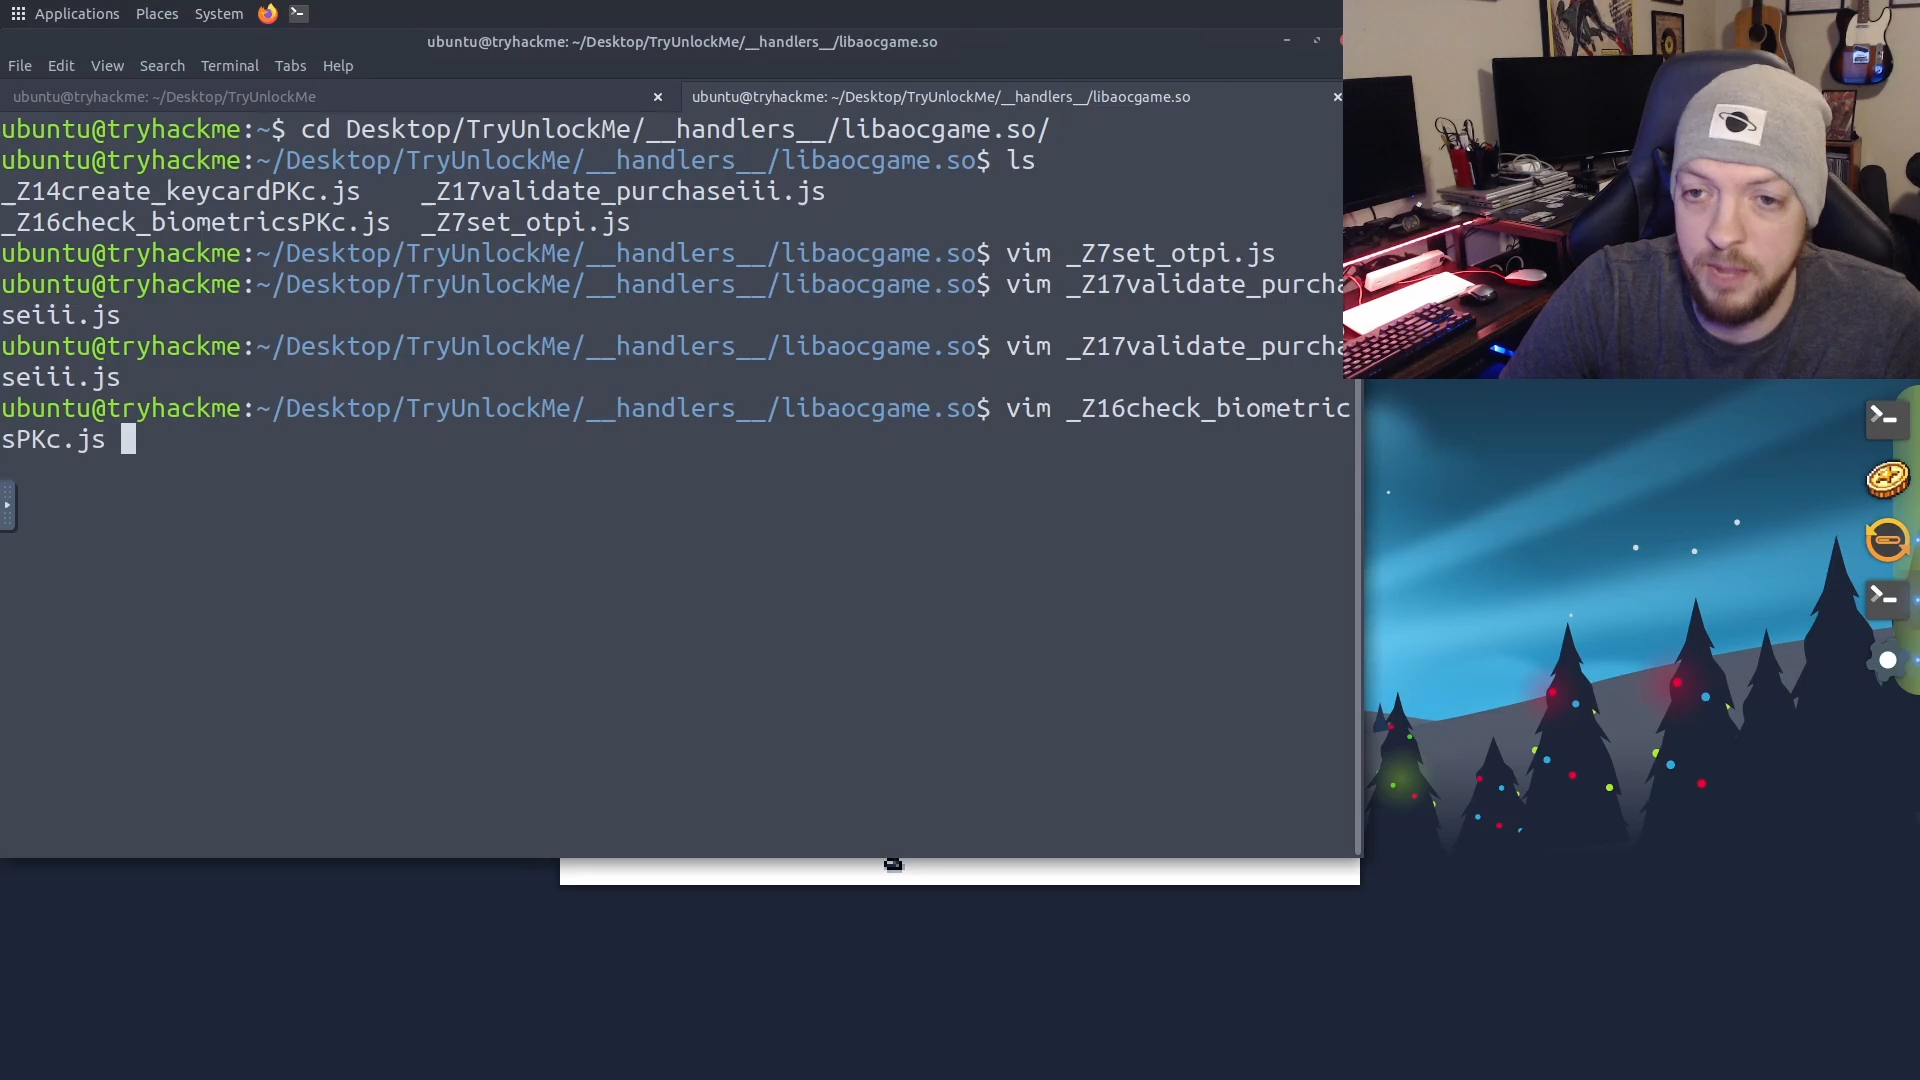 Applications Places System
ubuntu@tryhackme: ~/Desktop/TryUnlockMe/__handlers__/libaocgame.so
File Edit View Search Terminal Tabs Help
ubuntu@tryhackme: ~/Desktop/TryUnlockMe × ubuntu@tryhackme: ~/Desktop/TryUnlockMe/__handlers__/libaocgame.so ×
ubuntu@tryhackme:~$ cd Desktop/TryUnlockMe/__handlers__/libaocgame.so/
ubuntu@tryhackme:~/Desktop/TryUnlockMe/__handlers__/libaocgame.so$ ls
_Z14create_keycardPKc.js _Z17validate_purchaseiii.js
_Z16check_biometricsPKc.js _Z7set_otpi.js
ubuntu@tryhackme:~/Desktop/TryUnlockMe/__handlers__/libaocgame.so$ vim _Z7set_otpi.js
ubuntu@tryhackme:~/Desktop/TryUnlockMe/__handlers__/libaocgame.so$ vim _Z17validate_purcha
seiii.js
ubuntu@tryhackme:~/Desktop/TryUnlockMe/__handlers__/libaocgame.so$ vim _Z17validate_purcha
seiii.js
ubuntu@tryhackme:~/Desktop/TryUnlockMe/__handlers__/libaocgame.so$ vim _Z16check_biometric
sPKc.js